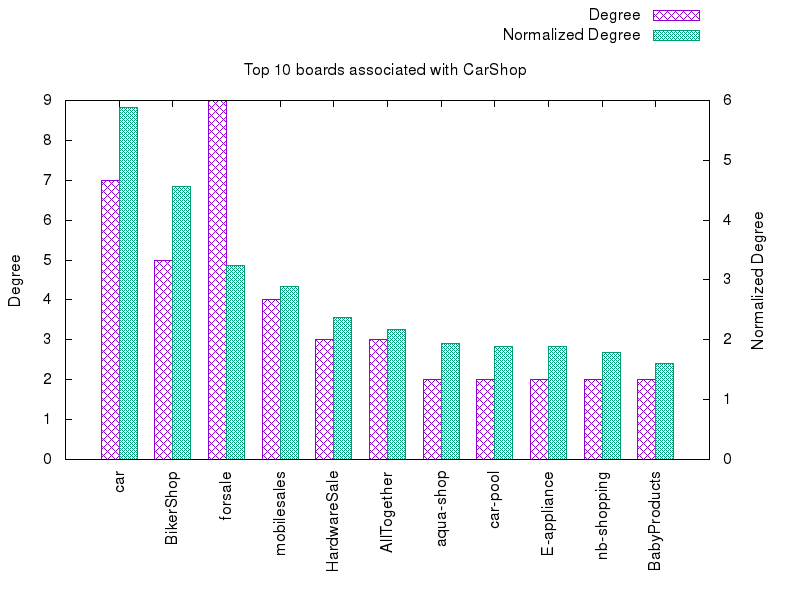 Degree
Normalized Degree
Top 10 boards associated with CarShop
9
8
7
6
5
4
3
2
1
0
6
5
4
3
2
1
0
Degree
Normalized Degree
car
BikerShop
forsale
mobilesales
HardwareSale
AllTogether
aqua-shop
car-pool
E-appliance
nb-shopping
BabyProducts